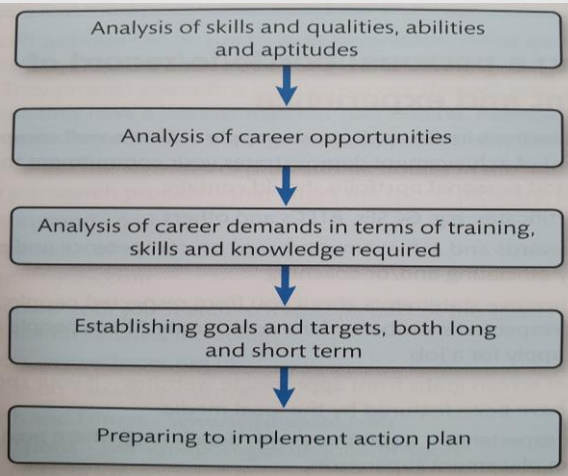 Analysis of skills and qualities, abilities
and aptitudes
Analysis of career opportunities
Analysis of career demands in terms of training,
skills and knowledge required
Establishing goals and targets, both long
and short term
Preparing to implement action plan